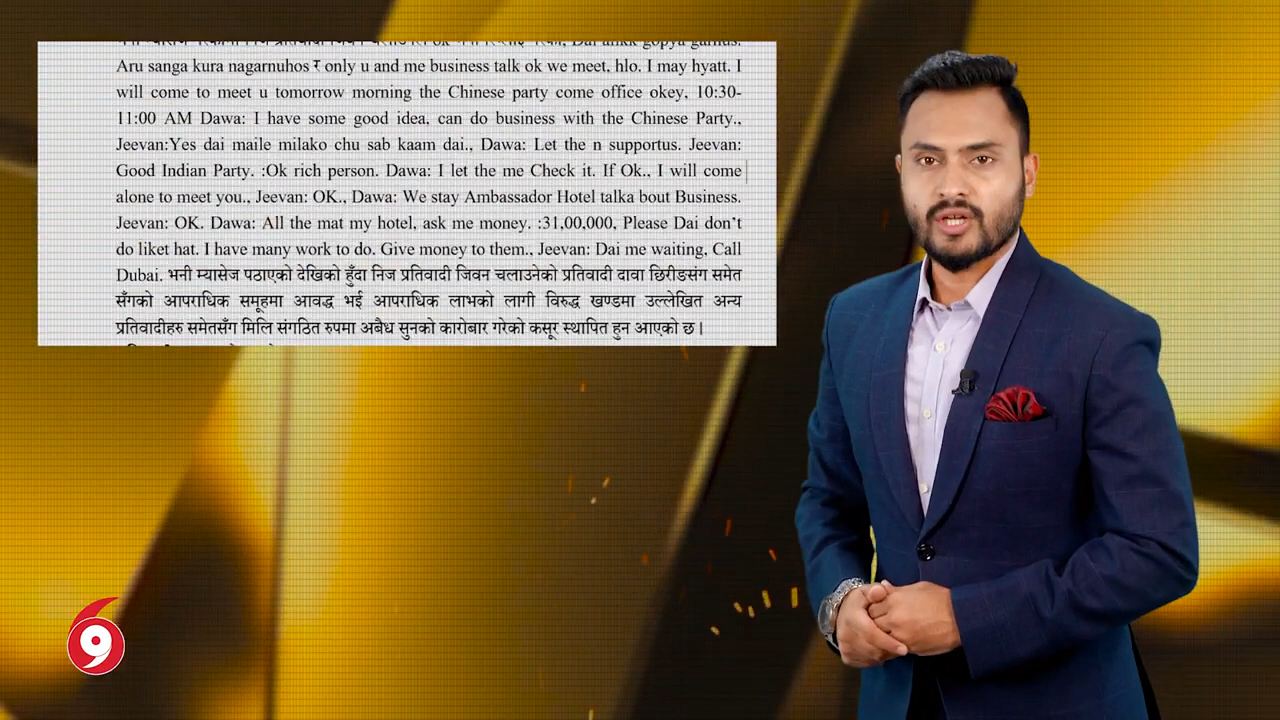 Aru sanga kura nagarnuhos र only u and me business talk ok we meet, hlo. I may hyatt. I
will come to meet u tomorrow morning the Chinese party come office okey, 10:30-
11:00 AM Dawa: I have some good idea, can do business with the Chinese Party.,
Jeevan:Yes dai maile milako chu sab kaam dai., Dawa: Let the n supportus. Jeevan:
Good Indian Party. :Ok rich person. Dawa: I let the me Check it. If Ok., I will come
alone to meet you., Jeevan: OK., Dawa: We stay Ambassador Hotel talka bout Business.
Jeevan: OK. Dawa: All the mat my hotel, ask me money. :31,00,000, Please Dai don't
do liket hat. I have many work to do. Give money to them., Jeevan: Dai me waiting, Call
Dubai. भनी म्यासेज पठाएको देखिको हुँदा निज प्रतिवादी जिवन चलाउनेको प्रतिवादी दावा छिरीङसंग समेत
सँगको आपराधिक समूहमा आवद्ध भई आपराधिक लाभको लागी विरुद्ध खण्डमा उल्लेखित अन्य
प्रतिवादीहरु समेतसँग मिलि संगठित रुपमा अबैध सुनको कारोबार गरेको कसूर स्थापित हुन आएको छ।
9